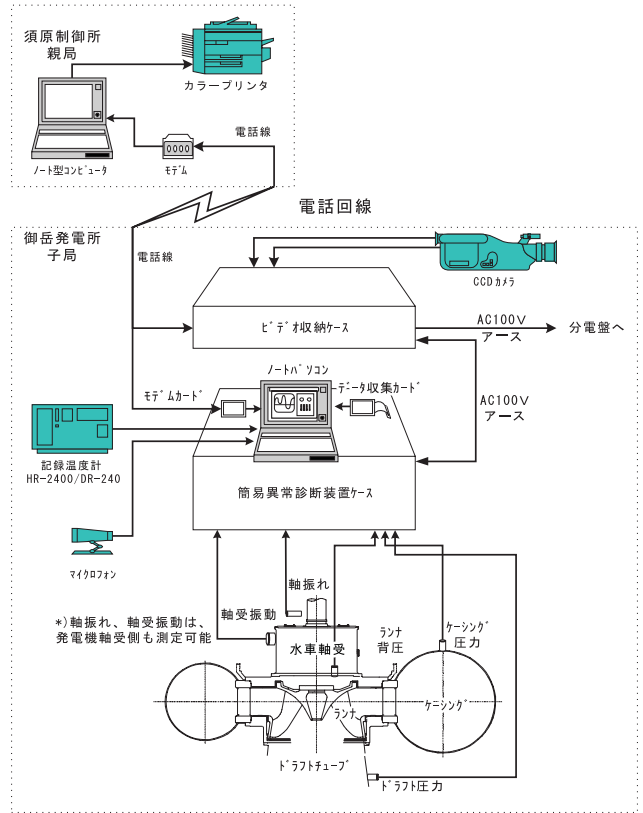 須原制御所
親局
カラープリンタ
電話線
ノート型コンピュータ
モデム
電話回線
御岳発電所
子局
電話線
CCDカメラ
ビデオ収納ケース
AC100V
アース
分電盤へ
ノートパソコン
モデムカード
データ収集カード
AC100V
アース
記録温度計
HR-2400/DR-240
簡易異常診断装置ケース
マイクロフォン
軸振れ
軸受振動
*)軸振れ、軸受振動は、
発電機軸受側も測定可能
水車軸受
ランナ
背圧
ケーシング
圧力
ランナ
ケーシング
ドラフトチューブ
ドラフト圧力